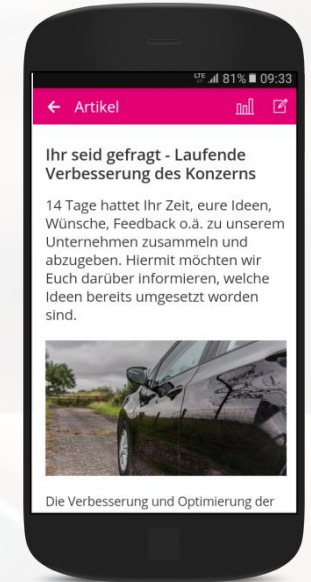 LTE 81% 09:33
Artikel
Ihr seid gefragt - Laufende
Verbesserung des Konzerns
14 Tage hattet Ihr Zeit, eure Ideen,
Wünsche, Feedback o.ä. zu unserem
Unternehmen zusammeln und
abzugeben. Hiermit möchten wir
Euch darüber informieren, welche
Ideen bereits umgesetzt worden
sind.
Die Verbesserung und Optimierung der